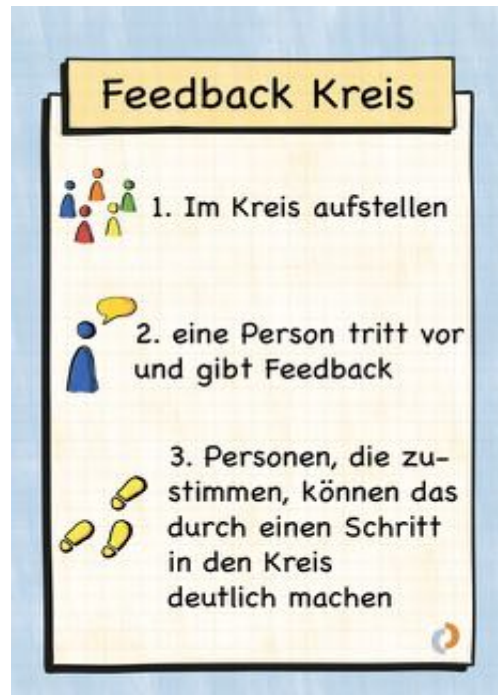 Feedback Kreis
1. Im Kreis aufstellen
2. eine Person tritt vor
und gibt Feedback
3. Personen, die zu-
stimmen, können das
durch einen Schritt
in den Kreis
deutlich machen